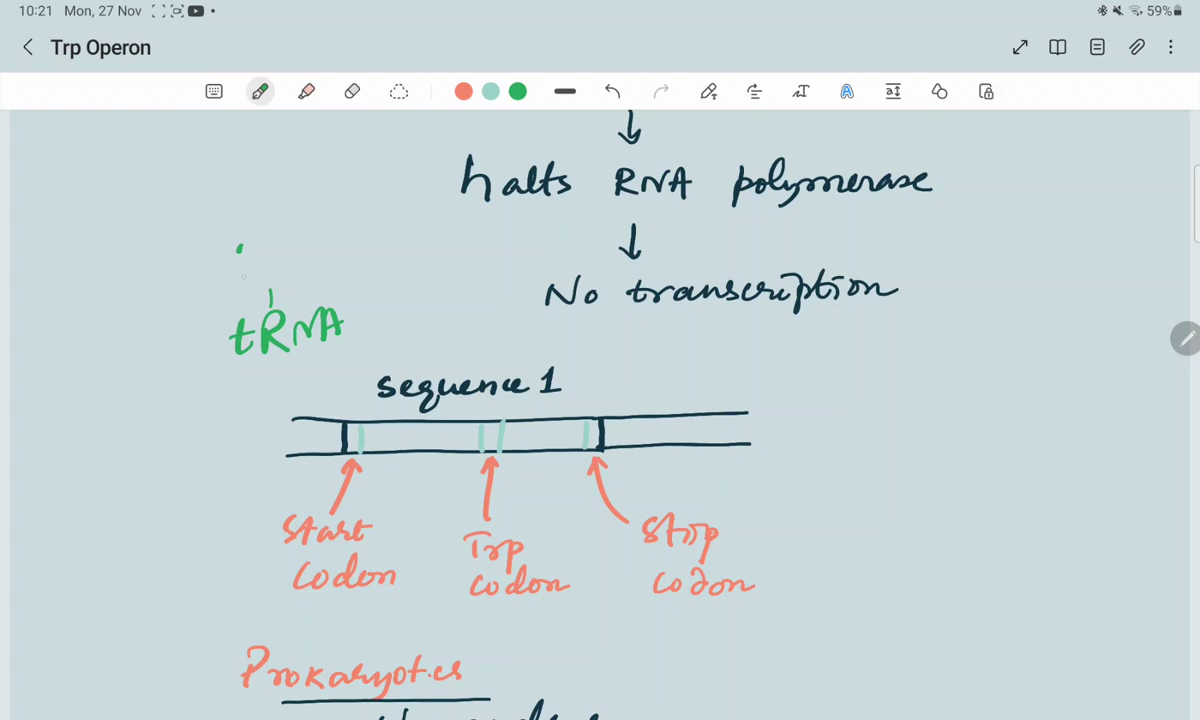 10:21 Mon, 27 Nov
59%
Trp Operon
halts RNA polymerase
No transcription
tRNA
sequence 1
Start
codon
Trp
codon
Stop
codon
Prokaryotes